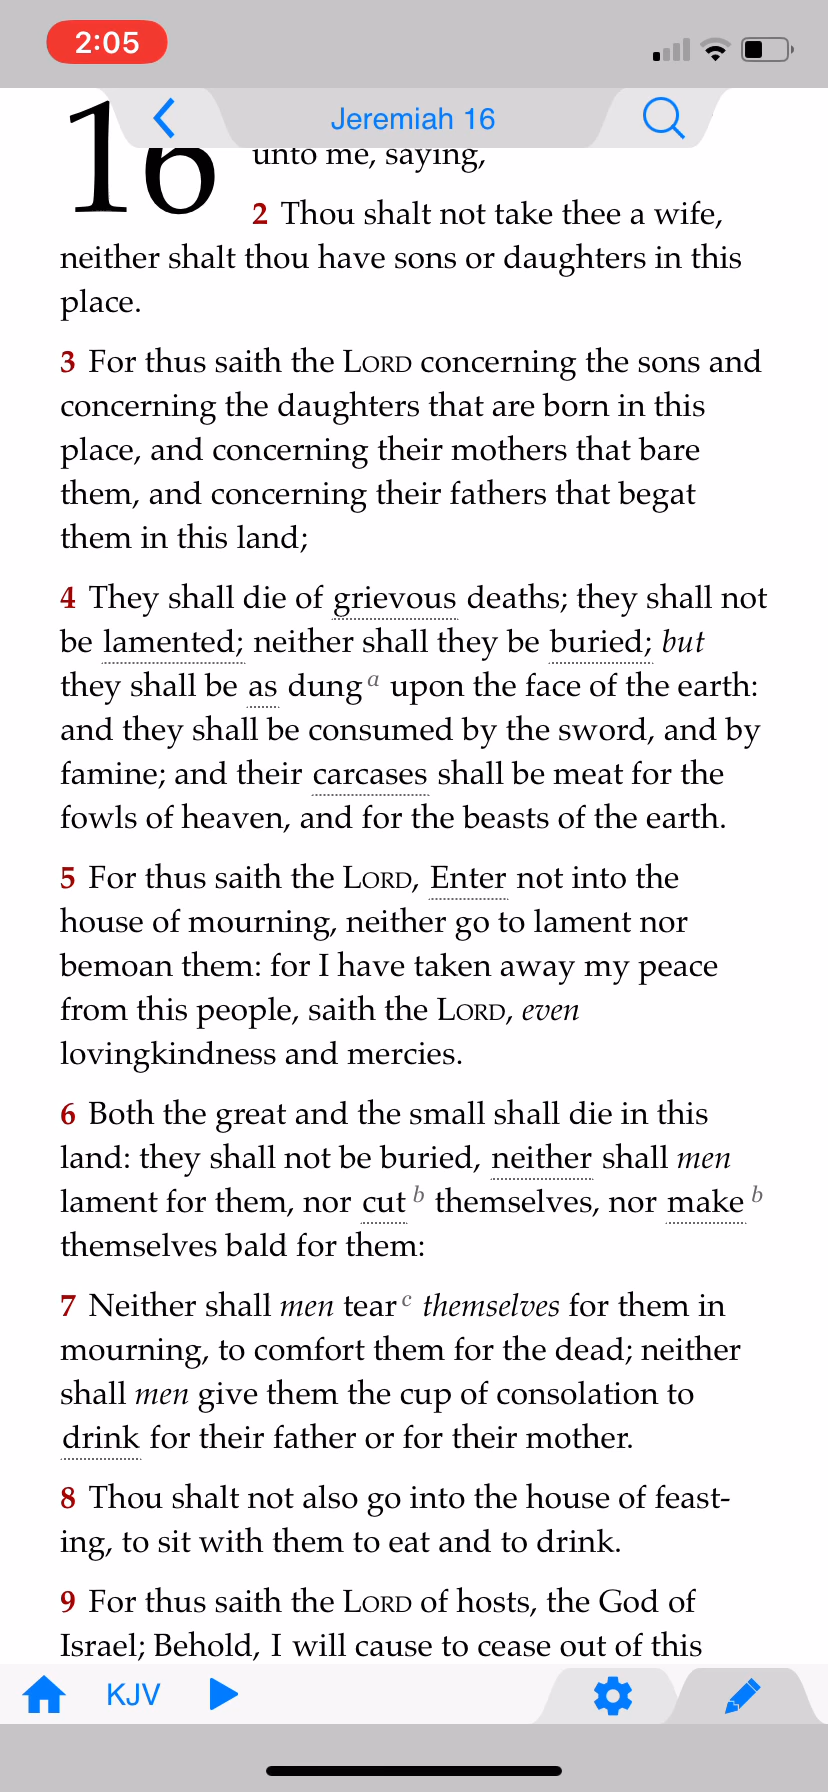 2:05
Jeremiah 16
16
unto me, saying,
2 Thou shalt not take thee a wife,
neither shalt thou have sons or daughters in this
place.
3 For thus saith the LORD concerning the sons and
concerning the daughters that are born in this
place, and concerning their mothers that bare
them, and concerning their fathers that begat
them in this land;
4 They shall die of grievous deaths; they shall not
be lamented; neither shall they be buried; but
they shall be as dung a upon the face of the earth:
and they shall be consumed by the sword, and by
famine; and their carcases shall be meat for the
fowls of heaven, and for the beasts of the earth.
5 For thus saith the LORD, Enter not into the
house of mourning, neither go to lament nor
bemoan them: for I have taken away my peace
from this people, saith the LORD, even
lovingkindness and mercies.
6 Both the great and the small shall die in this
land: they shall not be buried, neither shall men
lament for them, nor cut b themselves, nor make b
themselves bald for them:
7 Neither shall men tear c themselves for them in
mourning, to comfort them for the dead; neither
shall men give them the cup of consolation to
drink for their father or for their mother.
8 Thou shalt not also go into the house of feast-
ing, to sit with them to eat and to drink.
9 For thus saith the LORD of hosts, the God of
Israel; Behold, I will cause to cease out of this
KJV